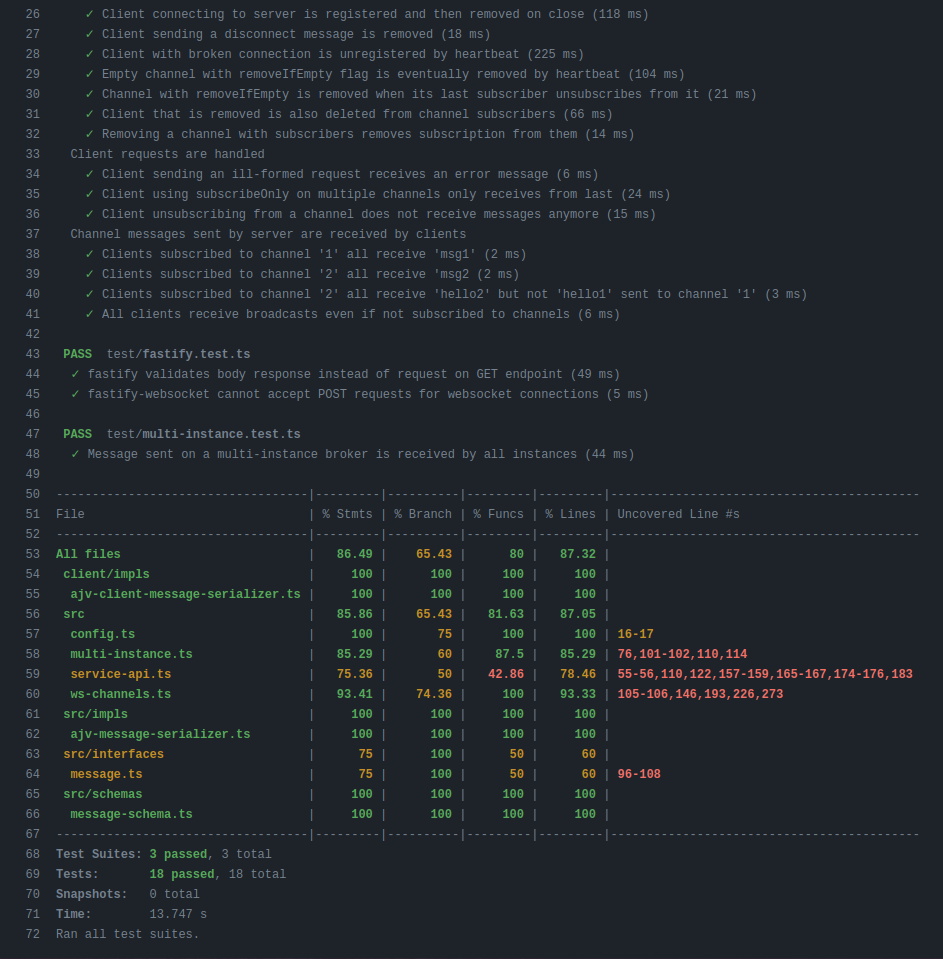 26 ✓ Client connecting to server is registered and then removed on close (118 ms)
27 ✓ Client sending a disconnect message is removed (18 ms)
28 ✓ Client with broken connection is unregistered by heartbeat (225 ms)
29 ✓ Empty channel with removeIfEmpty flag is eventually removed by heartbeat (104 ms)
30 ✓ Channel with removeIfEmpty is removed when its last subscriber unsubscribes from it (21 ms)
31 ✓ Client that is removed is also deleted from channel subscribers (66 ms)
32 ✓ Removing a channel with subscribers removes subscription from them (14 ms)
33 Client requests are handled
34 ✓ Client sending an ill-formed request receives an error message (6 ms)
35 ✓ Client using subscribeOnly on multiple channels only receives from last (24 ms)
36 ✓ Client unsubscribing from a channel does not receive messages anymore (15 ms)
37 Channel messages sent by server are received by clients
38 ✓ Clients subscribed to channel '1' all receive 'msg1' (2 ms)
39 ✓ Clients subscribed to channel '2' all receive 'msg2 (2 ms)
40 ✓ Clients subscribed to channel '2' all receive 'hello2' but not 'hello1' sent to channel '1' (3 ms)
41 ✓ All clients receive broadcasts even if not subscribed to channels (6 ms)
42
43 PASS test/fastify.test.ts
44 ✓ fastify validates body response instead of request on GET endpoint (49 ms)
45 ✓ fastify-websocket cannot accept POST requests for websocket connections (5 ms)
46
47 PASS test/multi-instance.test.ts
48 ✓ Message sent on a multi-instance broker is received by all instances (44 ms)
49
50 -----------------------------------|---------|----------|---------|---------|-------------------------------------------
51 File | % Stmts | % Branch | % Funcs | % Lines | Uncovered Line #s
52 -----------------------------------|---------|----------|---------|---------|-------------------------------------------
53 All files | 86.49 | 65.43 | 80 | 87.32 |
54 client/impls | 100 | 100 | 100 | 100 |
55 ajv-client-message-serializer.ts | 100 | 100 | 100 | 100 |
56 src | 85.86 | 65.43 | 81.63 | 87.05 |
57 config.ts | 100 | 75 | 100 | 100 | 16-17
58 multi-instance.ts | 85.29 | 60 | 87.5 | 85.29 | 76,101-102,110,114
59 service-api.ts | 75.36 | 50 | 42.86 | 78.46 | 55-56,110,122,157-159,165-167,174-176,183
60 ws-channels.ts | 93.41 | 74.36 | 100 | 93.33 | 105-106,146,193,226,273
61 src/impls | 100 | 100 | 100 | 100 |
62 ajv-message-serializer.ts | 100 | 100 | 100 | 100 |
63 src/interfaces | 75 | 100 | 50 | 60 |
64 message.ts | 75 | 100 | 50 | 60 | 96-108
65 src/schemas | 100 | 100 | 100 | 100 |
66 message-schema.ts | 100 | 100 | 100 | 100 |
67 -----------------------------------|---------|----------|---------|---------|-------------------------------------------
68 Test Suites: 3 passed, 3 total
69 Tests: 18 passed, 18 total
70 Snapshots: 0 total
71 Time: 13.747 s
72 Ran all test suites.